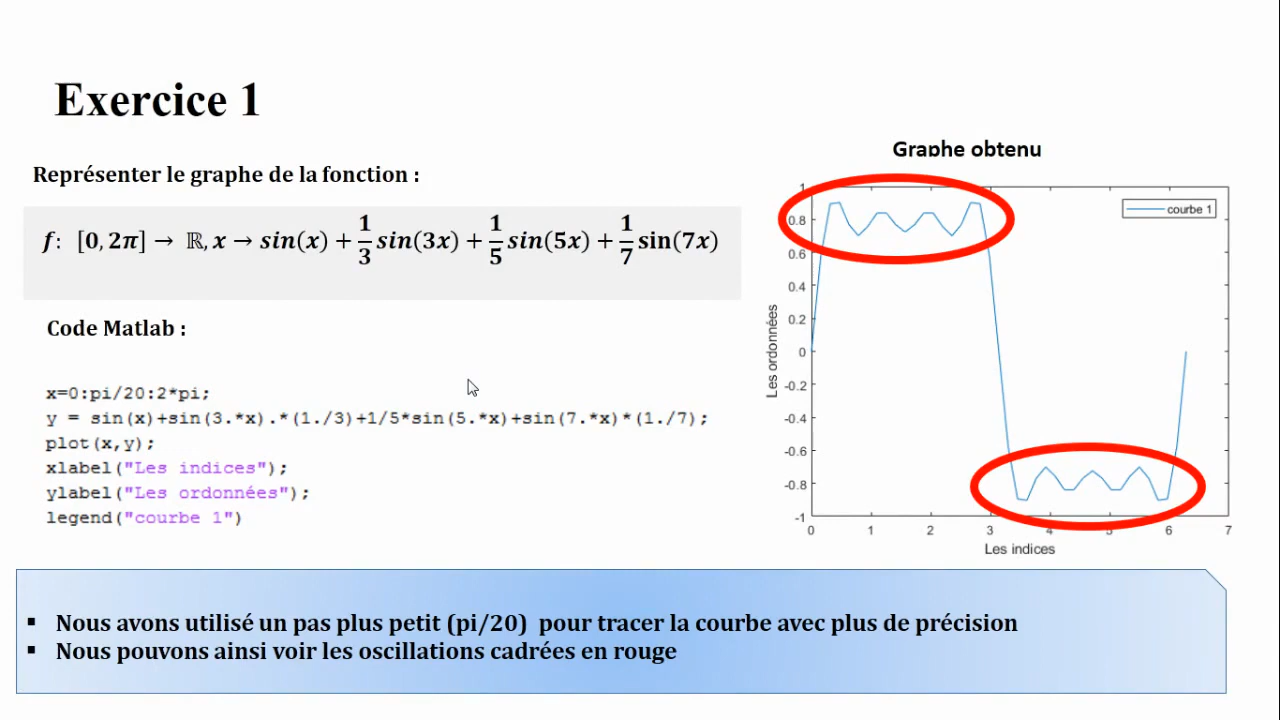 Exercice 1
Représenter le graphe de la fonction :
f: [0, 2π] → ℝ, x → sin(x) + 1/3 sin(3x) + 1/5 sin(5x) + 1/7 sin(7x)
Code Matlab :
x=0:pi/20:2*pi;
y = sin(x)+sin(3.*x).*(1./3)+1/5*sin(5.*x)+sin(7.*x)*(1./7);
plot(x,y);
xlabel("Les indices");
ylabel("Les ordonnées");
legend("courbe 1")
Graphe obtenu
courbe 1
1
0.8
0.6
0.4
0.2
0
-0.2
-0.4
-0.6
-0.8
-1
Les ordonnées
0 1 2 3 4 5 6 7
Les indices
▪ Nous avons utilisé un pas plus petit (pi/20) pour tracer la courbe avec plus de précision
▪ Nous pouvons ainsi voir les oscillations cadrées en rouge